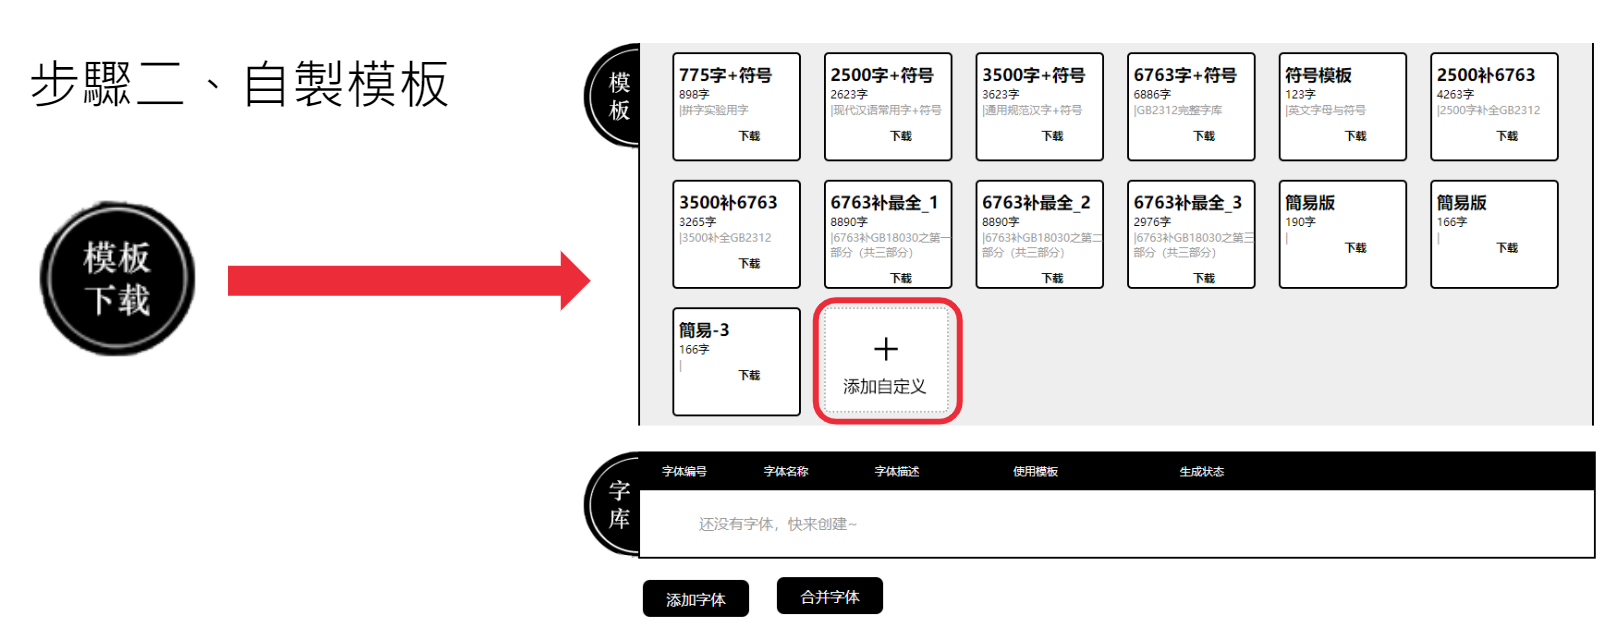 步驟二、自製模板
模板
下载
模
板
775字+符号
898字
|拼字实验用字
下载
2500字+符号
2623字
|现代汉语常用字+符号
下载
3500字+符号
3623字
|通用规范汉字+符号
下载
6763字+符号
6886字
|GB2312完整字库
下载
符号模板
123字
|英文字母与符号
下载
2500补6763
4263字
|2500字补全GB2312
下载
3500补6763
3265字
|3500补全GB2312
下载
6763补最全_1
8890字
|6763补GB18030之第一
部分（共三部分）
下载
6763补最全_2
8890字
|6763补GB18030之第二
部分（共三部分）
下载
6763补最全_3
2976字
|6763补GB18030之第三
部分（共三部分）
下载
簡易版
190字
|
下载
簡易版
166字
|
下载
簡易-3
166字
|
下载
+
添加自定义
字
库
字体编号 字体名称 字体描述 使用模板 生成状态
还没有字体，快来创建~
添加字体 合并字体